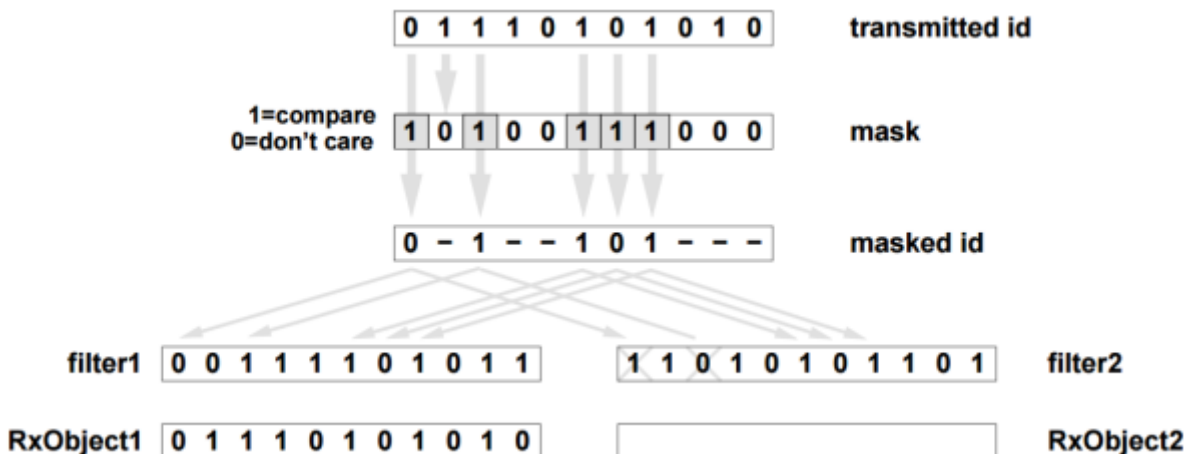 0 1 1 1 0 1 0 1 0 1 0 transmitted id
1=compare
0=don't care
1 0 1 0 0 1 1 1 0 0 0 mask
0 – 1 – – 1 0 1 – – – masked id
filter1 0 0 1 1 1 1 0 1 0 1 1 1 1 0 1 0 1 0 1 1 0 1 filter2
RxObject1 0 1 1 1 0 1 0 1 0 1 0 RxObject2